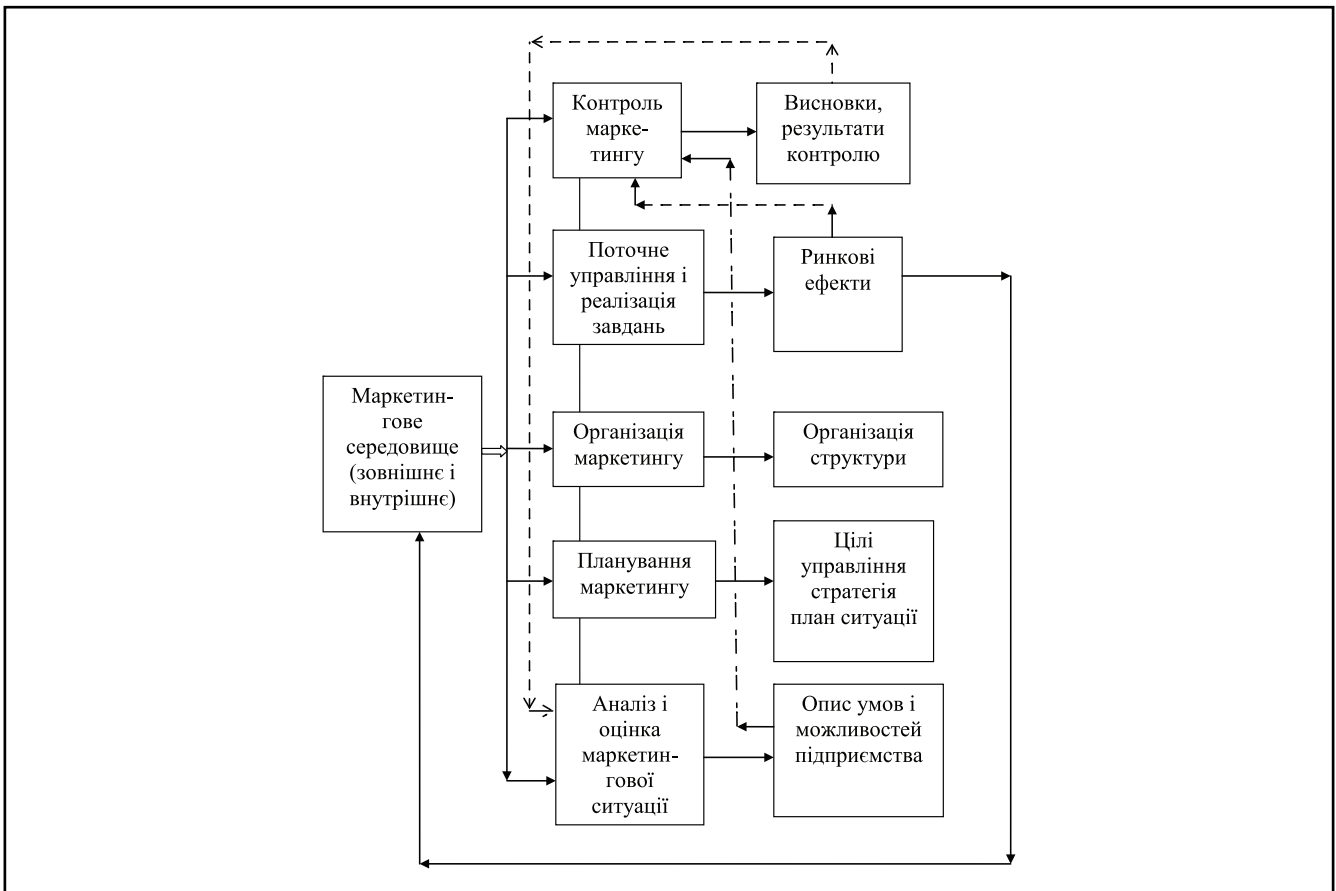 Контроль
марке-
тингу
Висновки,
результати
контролю
Поточне
управління і
реалізація
завдань
Ринкові
ефекти
Маркетин-
гове
середовище
(зовнішнє і
внутрішнє)
Організація
маркетингу
Організація
структури
Планування
маркетингу
Цілі
управління
стратегія
план ситуації
Аналіз і
оцінка
маркетин-
гової
ситуації
Опис умов і
можливостей
підприємства